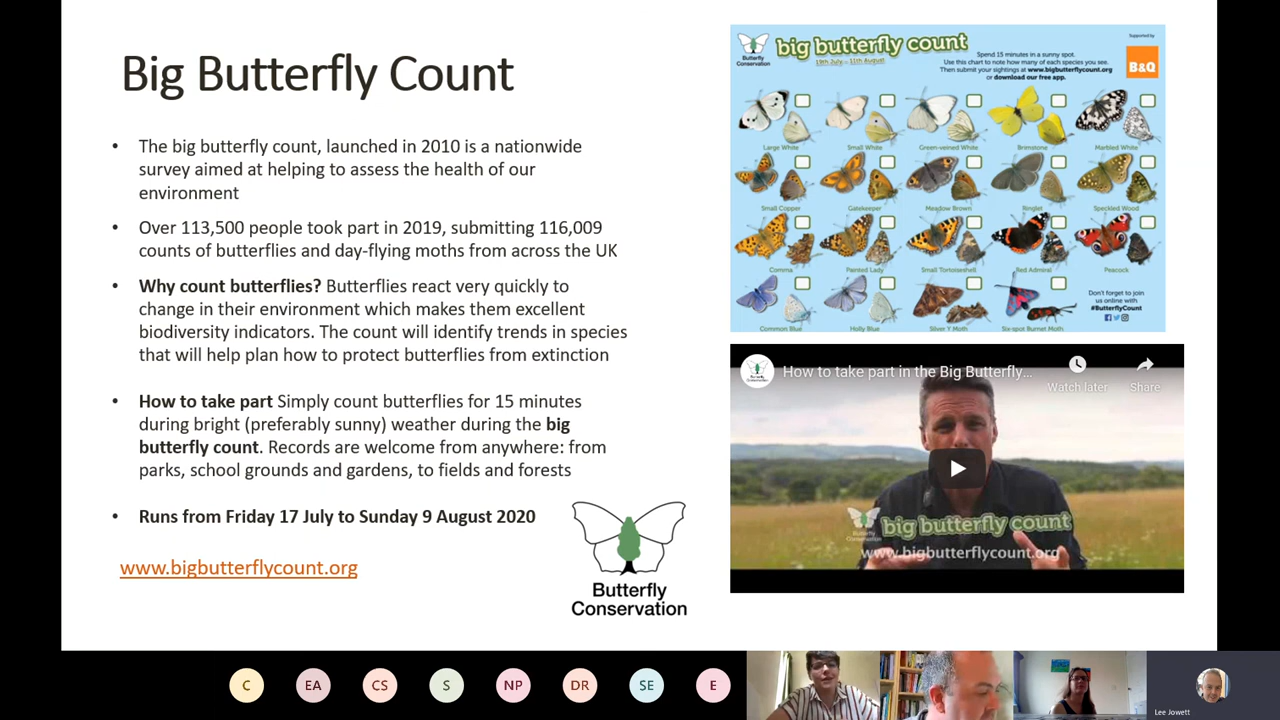 Big Butterfly Count
• The big butterfly count, launched in 2010 is a nationwide
survey aimed at helping to assess the health of our
environment
• Over 113,500 people took part in 2019, submitting 116,009
counts of butterflies and day-flying moths from across the UK
• Why count butterflies? Butterflies react very quickly to
change in their environment which makes them excellent
biodiversity indicators. The count will identify trends in species
that will help plan how to protect butterflies from extinction
• How to take part Simply count butterflies for 15 minutes
during bright (preferably sunny) weather during the big
butterfly count. Records are welcome from anywhere: from
parks, school grounds and gardens, to fields and forests
• Runs from Friday 17 July to Sunday 9 August 2020
www.bigbutterflycount.org
Butterfly
Conservation
Butterfly
Conservation
big butterfly count
19th July - 11th August
Spend 15 minutes in a sunny spot.
Use this chart to note how many of each species you see.
Then submit your sightings at www.bigbutterflycount.org
or download our free app.
Supported by
B&Q
Large White
Small White
Green-veined White
Brimstone
Marbled White
Small Copper
Gatekeeper
Meadow Brown
Ringlet
Speckled Wood
Comma
Painted Lady
Small Tortoiseshell
Red Admiral
Peacock
Common Blue
Holly Blue
Silver Y Moth
Six-spot Burnet Moth
Don't forget to join
us online with
#ButterflyCount
How to take part in the Big Butterfly...
Watch later
Share
Butterfly
Conservation
big butterfly count
www.bigbutterflycount.org
C
EA
CS
S
NP
DR
SE
E
Lee Jowett